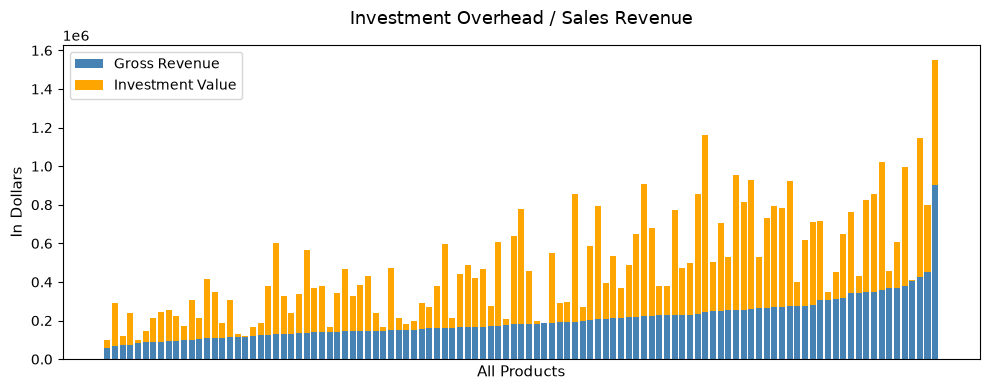 Investment Overhead / Sales Revenue
1e6
1.6
1.4
1.2
1.0
0.8
0.6
0.4
0.2
0.0
In Dollars
Gross Revenue
Investment Value
All Products